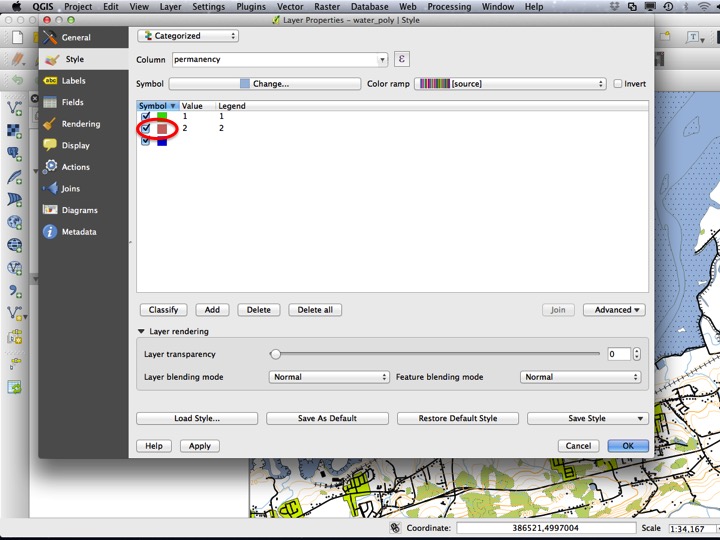 QGIS Project Edit View Layer Settings Plugins Vector Raster Database Web Processing Window Help
Layer Properties - water_poly | Style
General
Style
Labels
Fields
Rendering
Display
Actions
Joins
Diagrams
Metadata
Categorized
Column permanency ε
Symbol Change... Color ramp [source] Invert
Symbol Value Legend
1 1
2 2
Classify Add Delete Delete all Join Advanced
Layer rendering
Layer transparency 0
Layer blending mode Normal Feature blending mode Normal
Load Style... Save As Default Restore Default Style Save Style
Help Apply Cancel OK
Coordinate: 386521,4997004 Scale 1:34,167